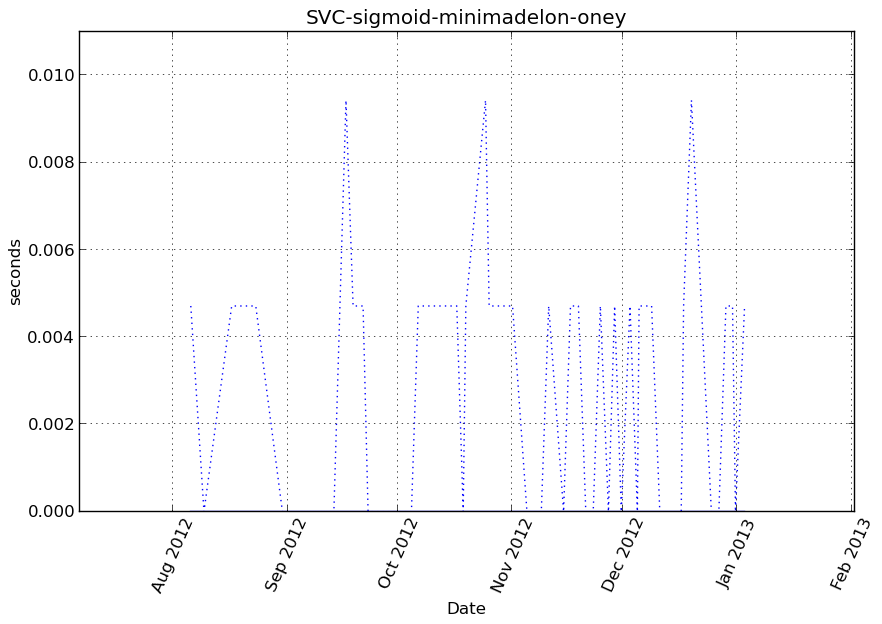 SVC-sigmoid-minimadelon-oney
0.010
0.008
0.006
0.004
0.002
0.000
seconds
Aug 2012
Sep 2012
Oct 2012
Nov 2012
Dec 2012
Jan 2013
Feb 2013
Date